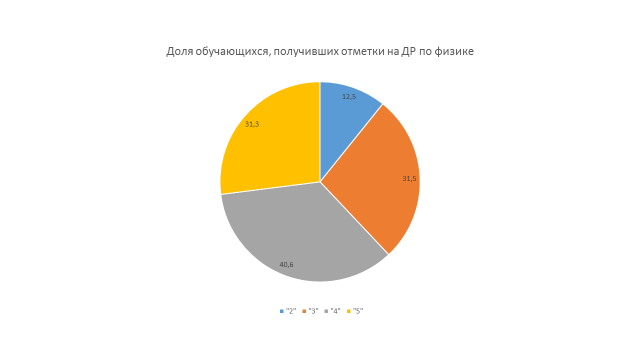 Доля обучающихся, получивших отметки на ДР по физике
12,5
31,3
31,5
40,6
"2" "3" "4" "5"